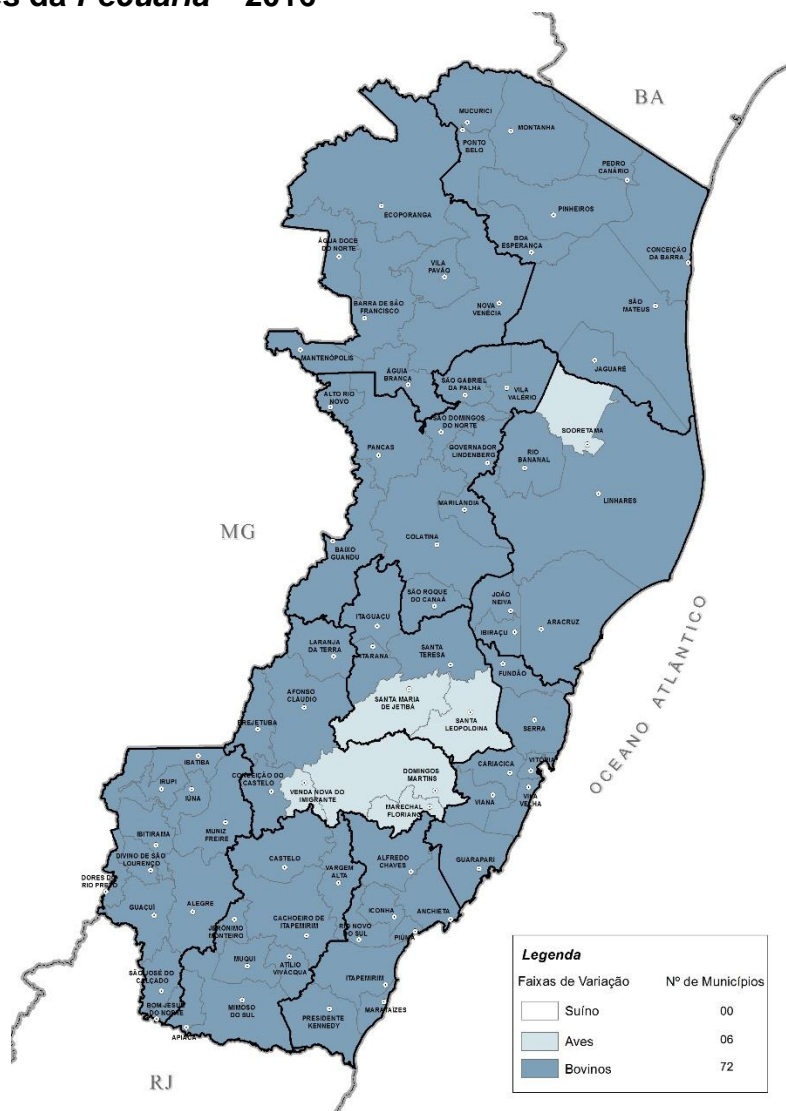 es da Pecuária – 2016
BA
MUCURICI
MONTANHA
PONTO
BELO
PEDRO
CANÁRIO
PINHEIROS
ECOPORANGA
BOA
ESPERANÇA
CONCEIÇÃO
DA BARRA
ÁGUA DOCE
DO NORTE
VILA
PAVÃO
SÃO
MATEUS
BARRA DE SÃO
FRANCISCO
NOVA
VENÉCIA
MANTENÓPOLIS
ÁGUIA
BRANCA
JAGUARÉ
SÃO GABRIEL
DA PALHA
VILA
VALÉRIO
ALTO RIO
NOVO
SÃO DOMINGOS
DO NORTE
SOORETAMA
PANCAS
GOVERNADOR
LINDENBERG
RIO
BANANAL
LINHARES
MARILÂNDIA
MG
COLATINA
BAIXO
GUANDU
SÃO ROQUE
DO CANAÃ
JOÃO
NEIVA
ITAGUAÇU
IBIRAÇU
ARACRUZ
LARANJA
DA TERRA
ITARANA
SANTA
TERESA
FUNDÃO
OCEANO ATLÂNTICO
AFONSO
CLÁUDIO
SANTA MARIA
DE JETIBÁ
SANTA
LEOPOLDINA
SERRA
BREJETUBA
IBATIBA
CARIACICA
VITÓRIA
CONCEIÇÃO DO
CASTELO
VENDA NOVA DO
IMIGRANTE
DOMINGOS
MARTINS
VIANA
VILA
VELHA
IRUPI
IÚNA
MARECHAL
FLORIANO
IBITIRAMA
MUNIZ
FREIRE
DIVINO DE SÃO
LOURENÇO
CASTELO
VARGEM
ALTA
ALFREDO
CHAVES
GUARAPARI
DORES DO
RIO PRETO
GUAÇUÍ
ALEGRE
JERÔNIMO
MONTEIRO
CACHOEIRO DE
ITAPEMIRIM
ICONHA
ANCHIETA
RIO NOVO
DO SUL
PIÚMA
SÃO JOSÉ DO
CALÇADO
MUQUI
ATÍLIO
VIVÁCQUA
ITAPEMIRIM
BOM JESUS
DO NORTE
MIMOSO
DO SUL
MARATAÍZES
PRESIDENTE
KENNEDY
APIACÁ
RJ
Legenda
Faixas de Variação Nº de Municípios
Suíno 00
Aves 06
Bovinos 72